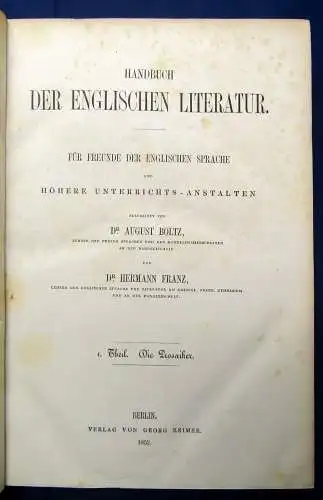 HANDBUCH
DER ENGLISCHEN LITERATUR.
FÜR FREUNDE DER ENGLISCHEN SPRACHE
UND
HÖHERE UNTERRICHTS-ANSTALTEN
BEARBEITET VON
DR AUGUST BOLTZ,
UND
DR HERMANN FRANZ,
I. Theil. Die Prosaiker.
BERLIN,
VERLAG VON GEORG REIMER.
1852.